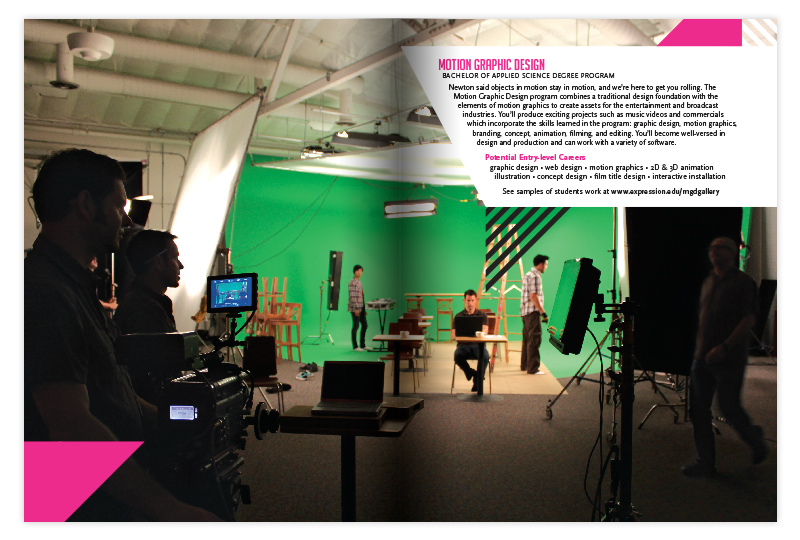 MOTION GRAPHIC DESIGN
BACHELOR OF APPLIED SCIENCE DEGREE PROGRAM
Newton said objects in motion stay in motion, and we're here to get you rolling. The
Motion Graphic Design program combines a traditional design foundation with the
elements of motion graphics to create assets for the entertainment and broadcast
industries. You'll produce exciting projects such as music videos and commercials
which incorporate the skills learned in the program: graphic design, motion graphics,
branding, concept, animation, filming, and editing. You'll become well-versed in
design and production and can work with a variety of software.
Potential Entry-level Careers
graphic design • web design • motion graphics • 2D & 3D animation
illustration • concept design • film title design • interactive installation
See samples of students work at www.expression.edu/mgdgallery